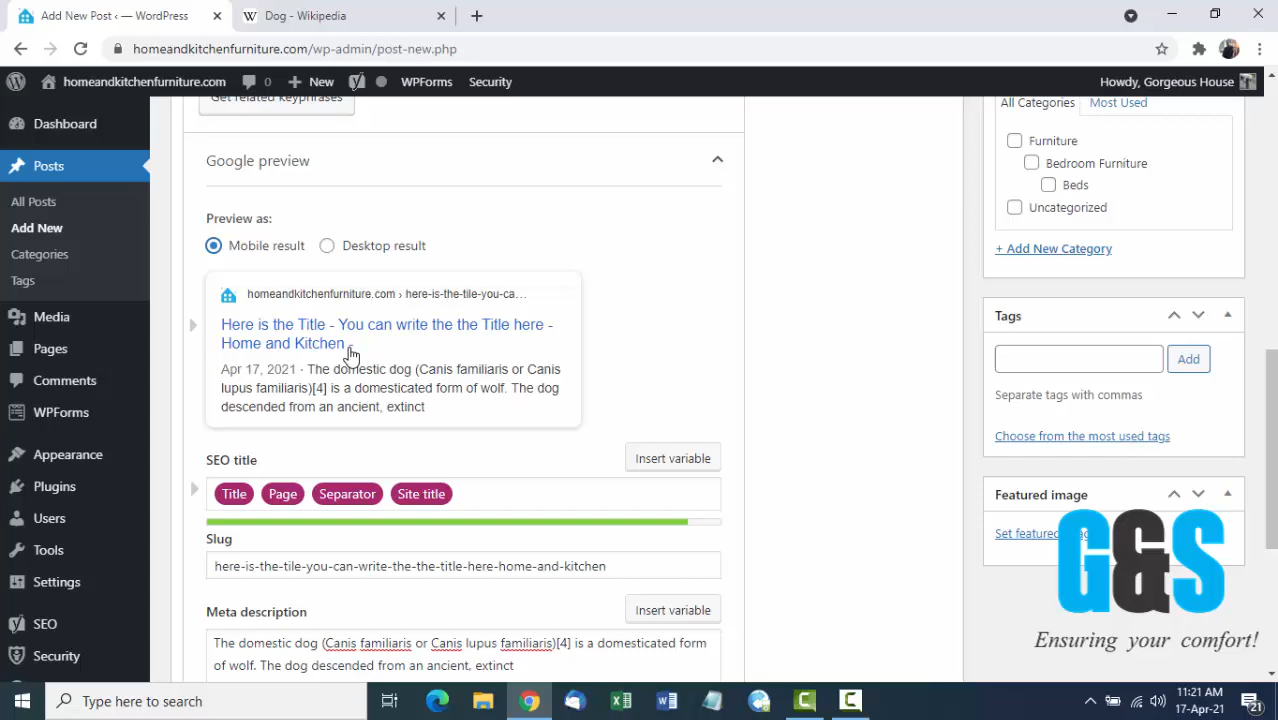 Add New Post ‹ — WordPress
Dog - Wikipedia
homeandkitchenfurniture.com/wp-admin/post-new.php
homeandkitchenfurniture.com 0 New WPForms Security Howdy, Gorgeous House
Dashboard
Posts
All Posts
Add New
Categories
Tags
Media
Pages
Comments
WPForms
Appearance
Plugins
Users
Tools
Settings
SEO
Security
Get related keyphrases
Google preview
Preview as:
Mobile result Desktop result
homeandkitchenfurniture.com › here-is-the-tile-you-ca...
Here is the Title - You can write the the Title here -
Home and Kitchen -
Apr 17, 2021 · The domestic dog (Canis familiaris or Canis
lupus familiaris)[4] is a domesticated form of wolf. The dog
descended from an ancient, extinct
SEO title
Insert variable
Title Page Separator Site title
Slug
here-is-the-tile-you-can-write-the-the-title-here-home-and-kitchen
Meta description
Insert variable
The domestic dog (Canis familiaris or Canis lupus familiaris)[4] is a domesticated form
of wolf. The dog descended from an ancient, extinct
All Categories Most Used
Furniture
Bedroom Furniture
Beds
Uncategorized
+ Add New Category
Tags
Add
Separate tags with commas
Choose from the most used tags
Featured image
Set featured
G&S
Ensuring your comfort!
Type here to search
11:21 AM
17-Apr-21
21